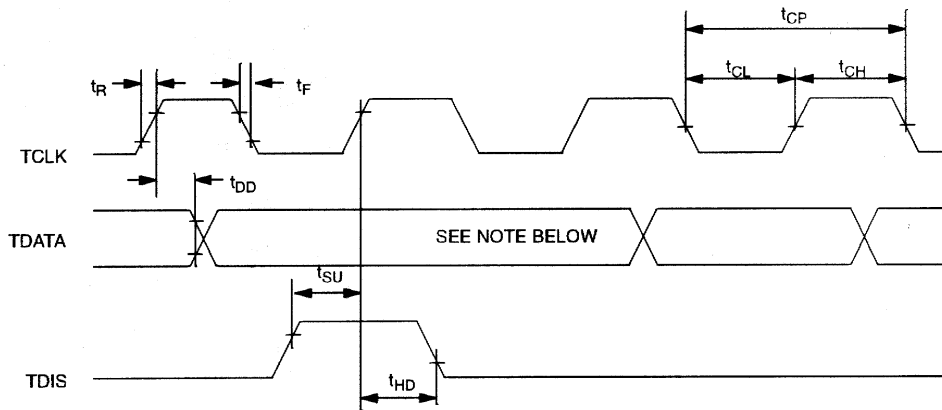 tCP
tCL
tCH
tR
tF
TCLK
tDD
TDATA
SEE NOTE BELOW
tSU
TDIS
tHD